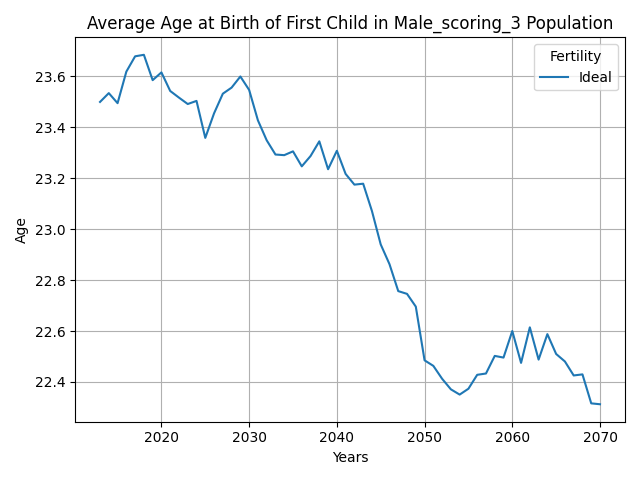 Average Age at Birth of First Child in Male_scoring_3 Population
Fertility
Ideal
23.6
23.4
23.2
23.0
22.8
22.6
22.4
Age
2020 2030 2040 2050 2060 2070
Years